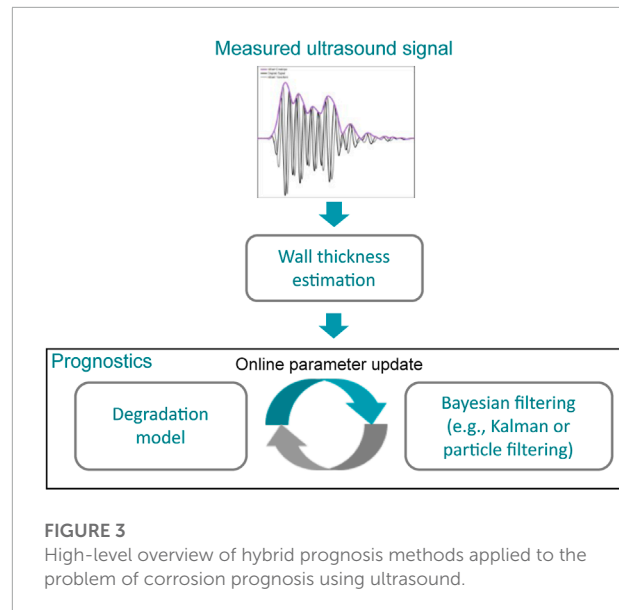 Measured ultrasound signal
Wall thickness
estimation
Prognostics
Online parameter update
Degradation
model
Bayesian filtering
(e.g., Kalman or
particle filtering)
FIGURE 3
High-level overview of hybrid prognosis methods applied to the
problem of corrosion prognosis using ultrasound.